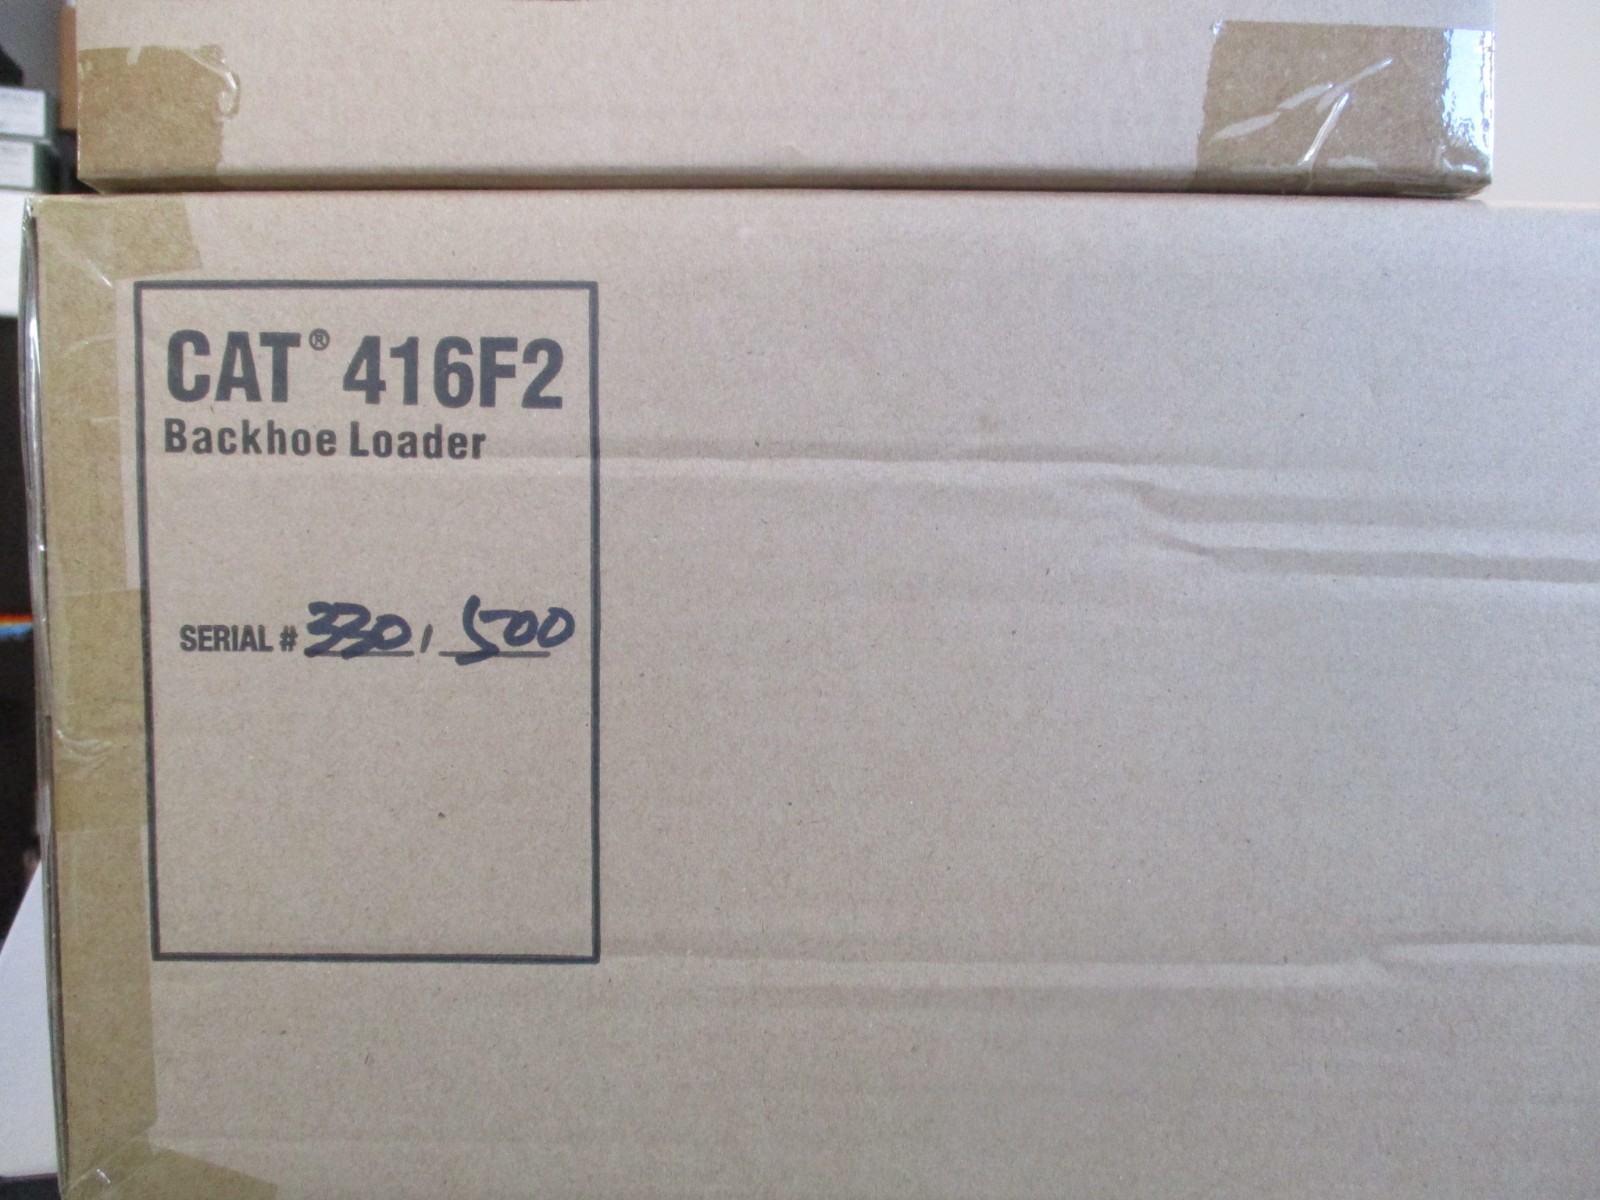 CAT® 416F2
Backhoe Loader
SERIAL # 330 / 500